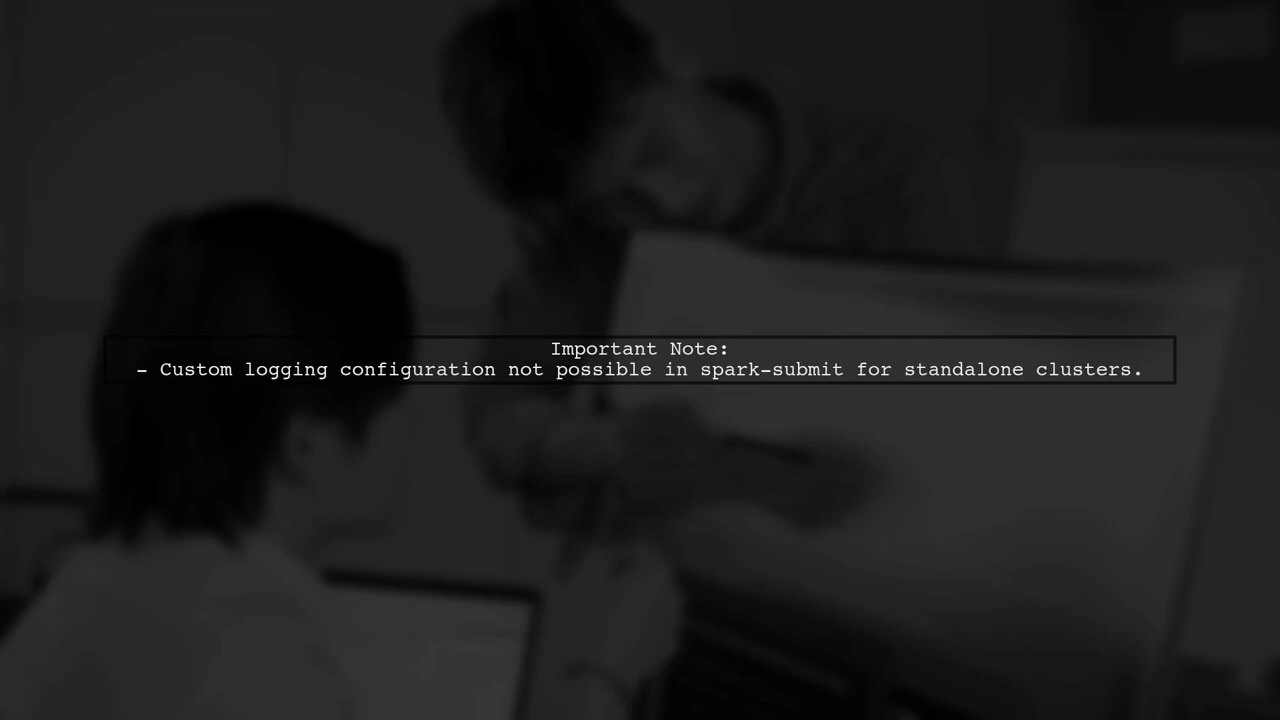 Important Note:
- Custom logging configuration not possible in spark-submit for standalone clusters.